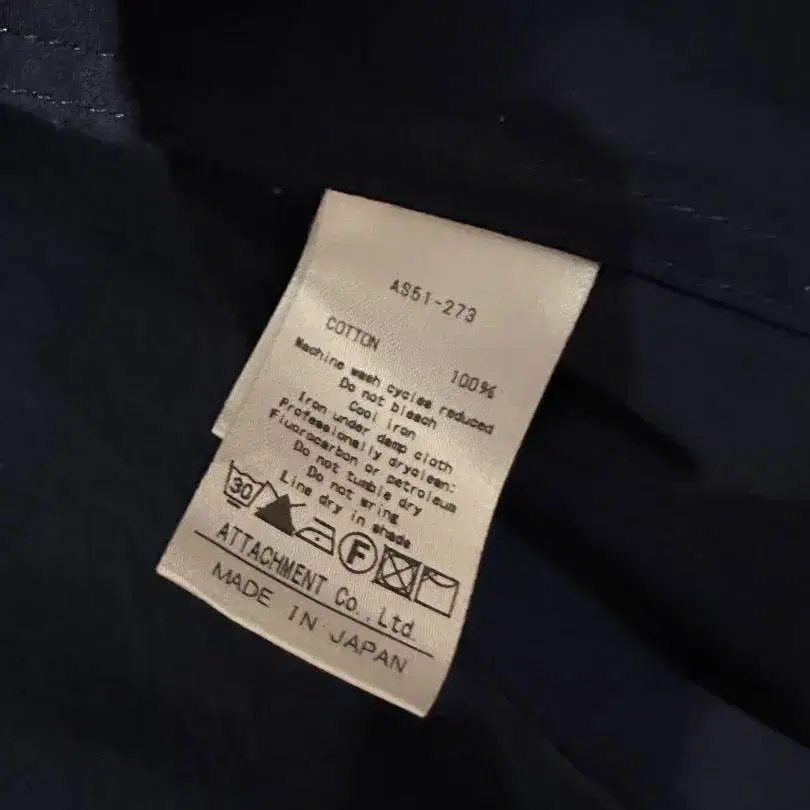 AS51-273
COTTON 100%
Machine wash cycles reduced
Do not bleach
Cool iron
Iron under damp cloth
Professionally dryclean:
Fluorocarbon or petroleum
Do not tumble dry
Do not wring
Line dry in shade
30 F
ATTACHMENT Co.,Ltd.
MADE IN JAPAN